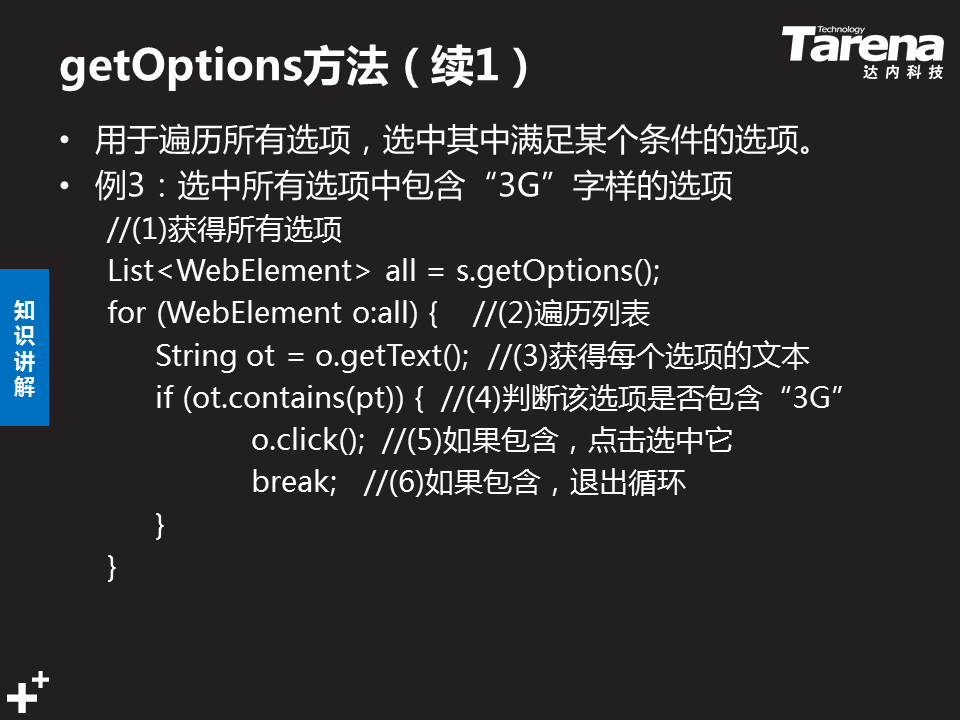 getOptions方法（续1）
Technology
Tarena
达内科技
• 用于遍历所有选项，选中其中满足某个条件的选项。
• 例3：选中所有选项中包含“3G”字样的选项
//(1)获得所有选项
List<WebElement> all = s.getOptions();
for (WebElement o:all) { //(2)遍历列表
String ot = o.getText(); //(3)获得每个选项的文本
if (ot.contains(pt)) { //(4)判断该选项是否包含“3G”
o.click(); //(5)如果包含，点击选中它
break; //(6)如果包含，退出循环
}
}
知识讲解